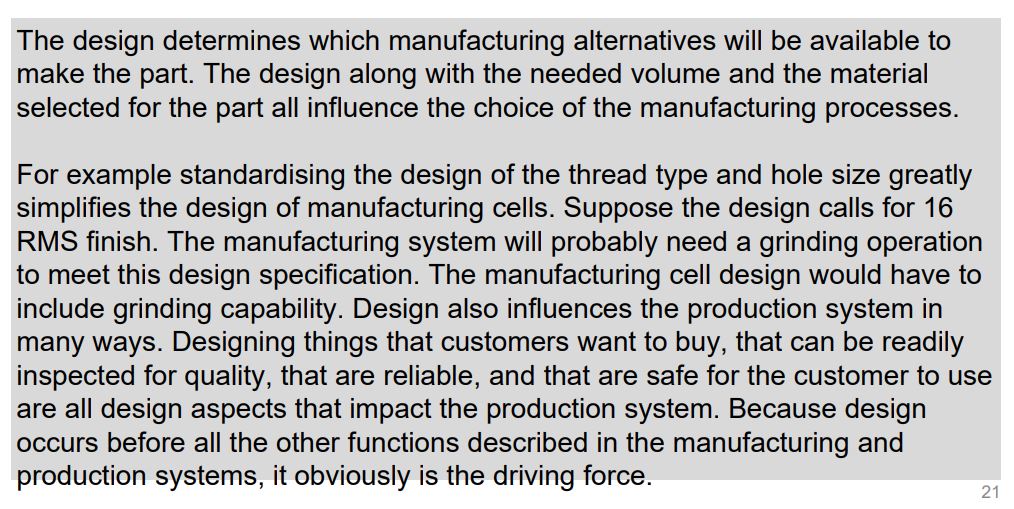 The design determines which manufacturing alternatives will be available to
make the part. The design along with the needed volume and the material
selected for the part all influence the choice of the manufacturing processes.
For example standardising the design of the thread type and hole size greatly
simplifies the design of manufacturing cells. Suppose the design calls for 16
RMS finish. The manufacturing system will probably need a grinding operation
to meet this design specification. The manufacturing cell design would have to
include grinding capability. Design also influences the production system in
many ways. Designing things that customers want to buy, that can be readily
inspected for quality, that are reliable, and that are safe for the customer to use
are all design aspects that impact the production system. Because design
occurs before all the other functions described in the manufacturing and
production systems, it obviously is the driving force.
21